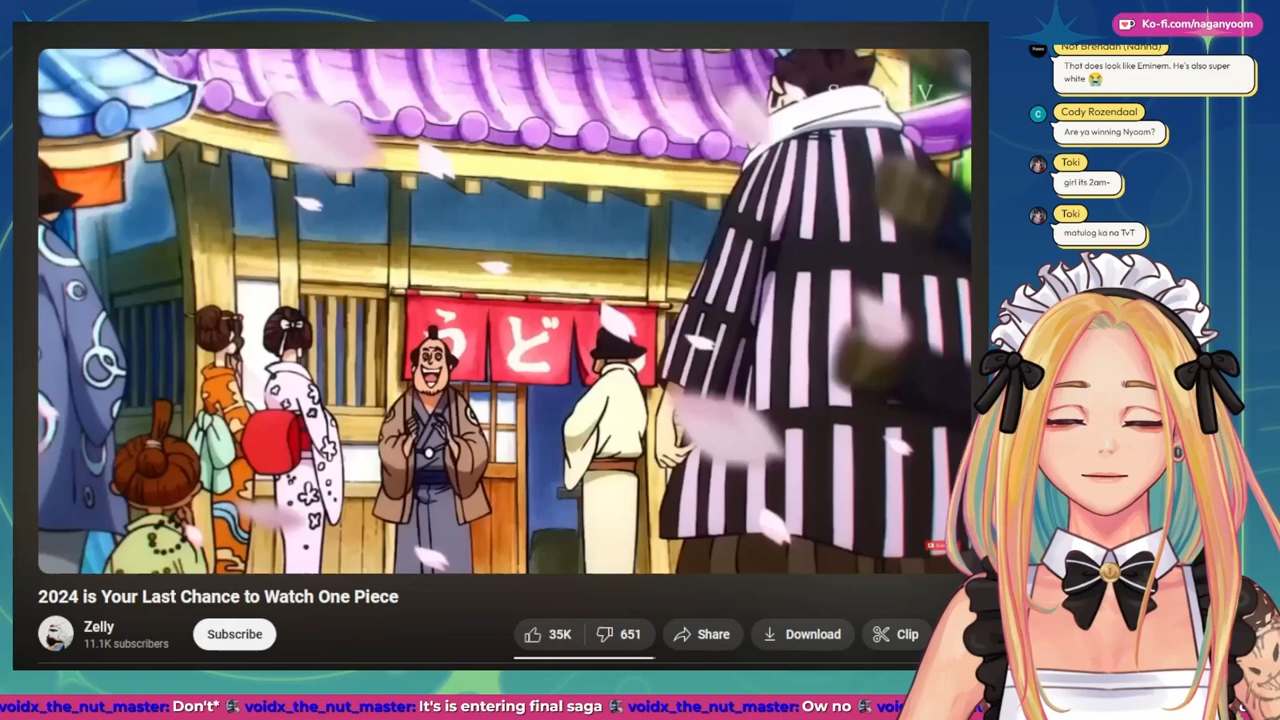 Ko-fi.com/naganyoom
Not Brendan (Nanna)
That does look like Eminem. He's also super
white 😭
Cody Rozendaal
Are ya winning Nyoom?
Toki
girl its 2am-
Toki
matulog ka na TvT
V
うど
2024 is Your Last Chance to Watch One Piece
Zelly
11.1K subscribers
Subscribe
35K
651
Share
Download
Clip
voidx_the_nut_master: Don't* voidx_the_nut_master: It's is entering final saga voidx_the_nut_master: Ow no